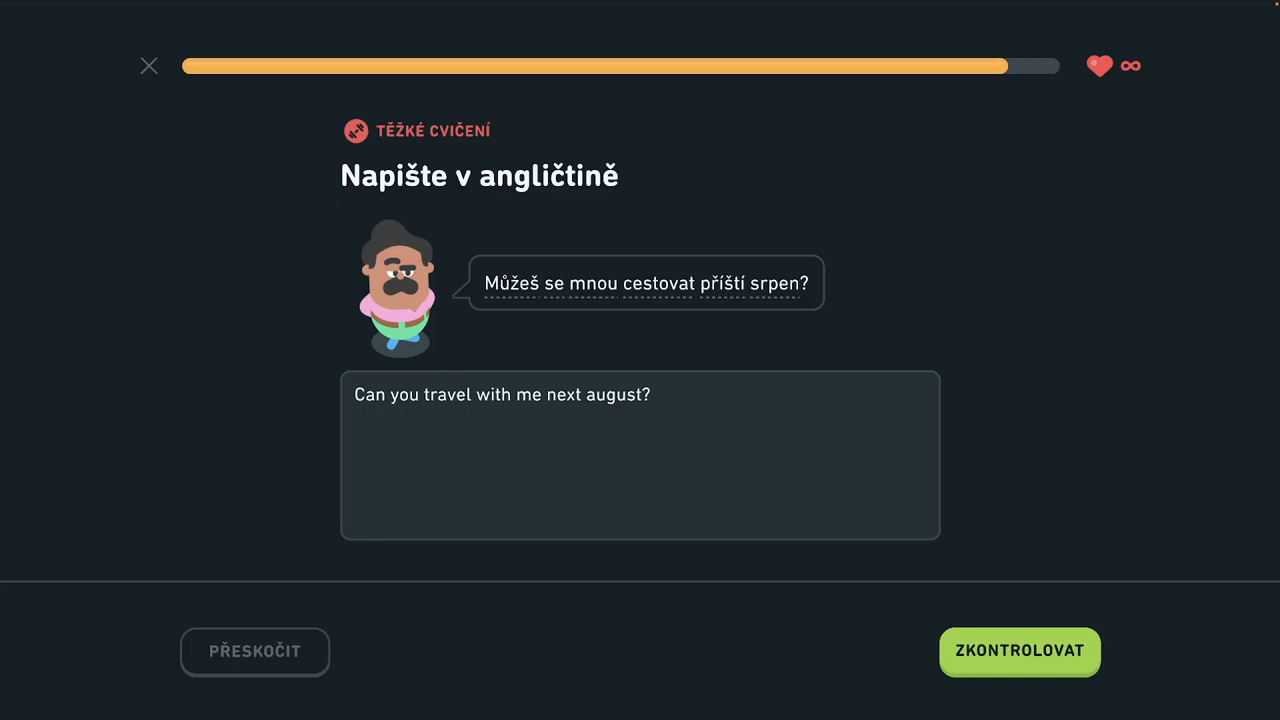 ∞
TĚŽKÉ CVIČENÍ
Napište v angličtině
Můžeš se mnou cestovat příští srpen?
Can you travel with me next august?
PŘESKOČIT
ZKONTROLOVAT